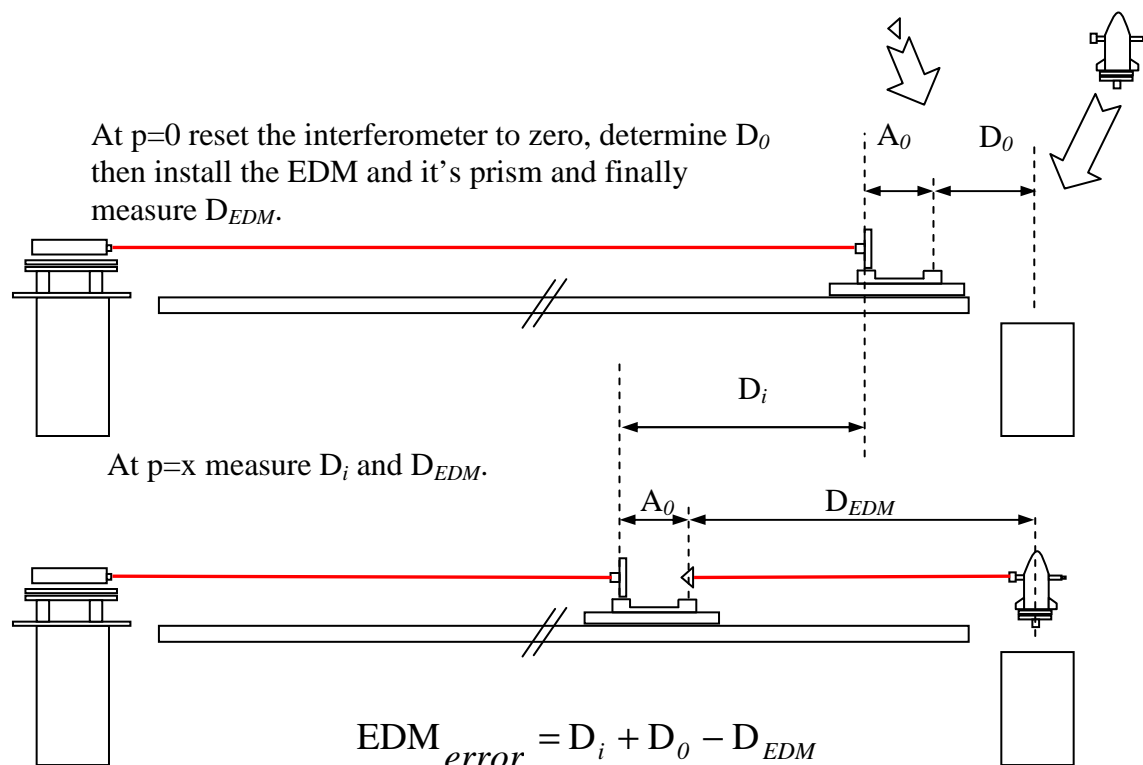 At p=0 reset the interferometer to zero, determine D0
then install the EDM and it's prism and finally
measure DEDM.
A0
D0
Di
At p=x measure Di and DEDM.
A0
DEDM
EDMerror = Di + D0 − DEDM